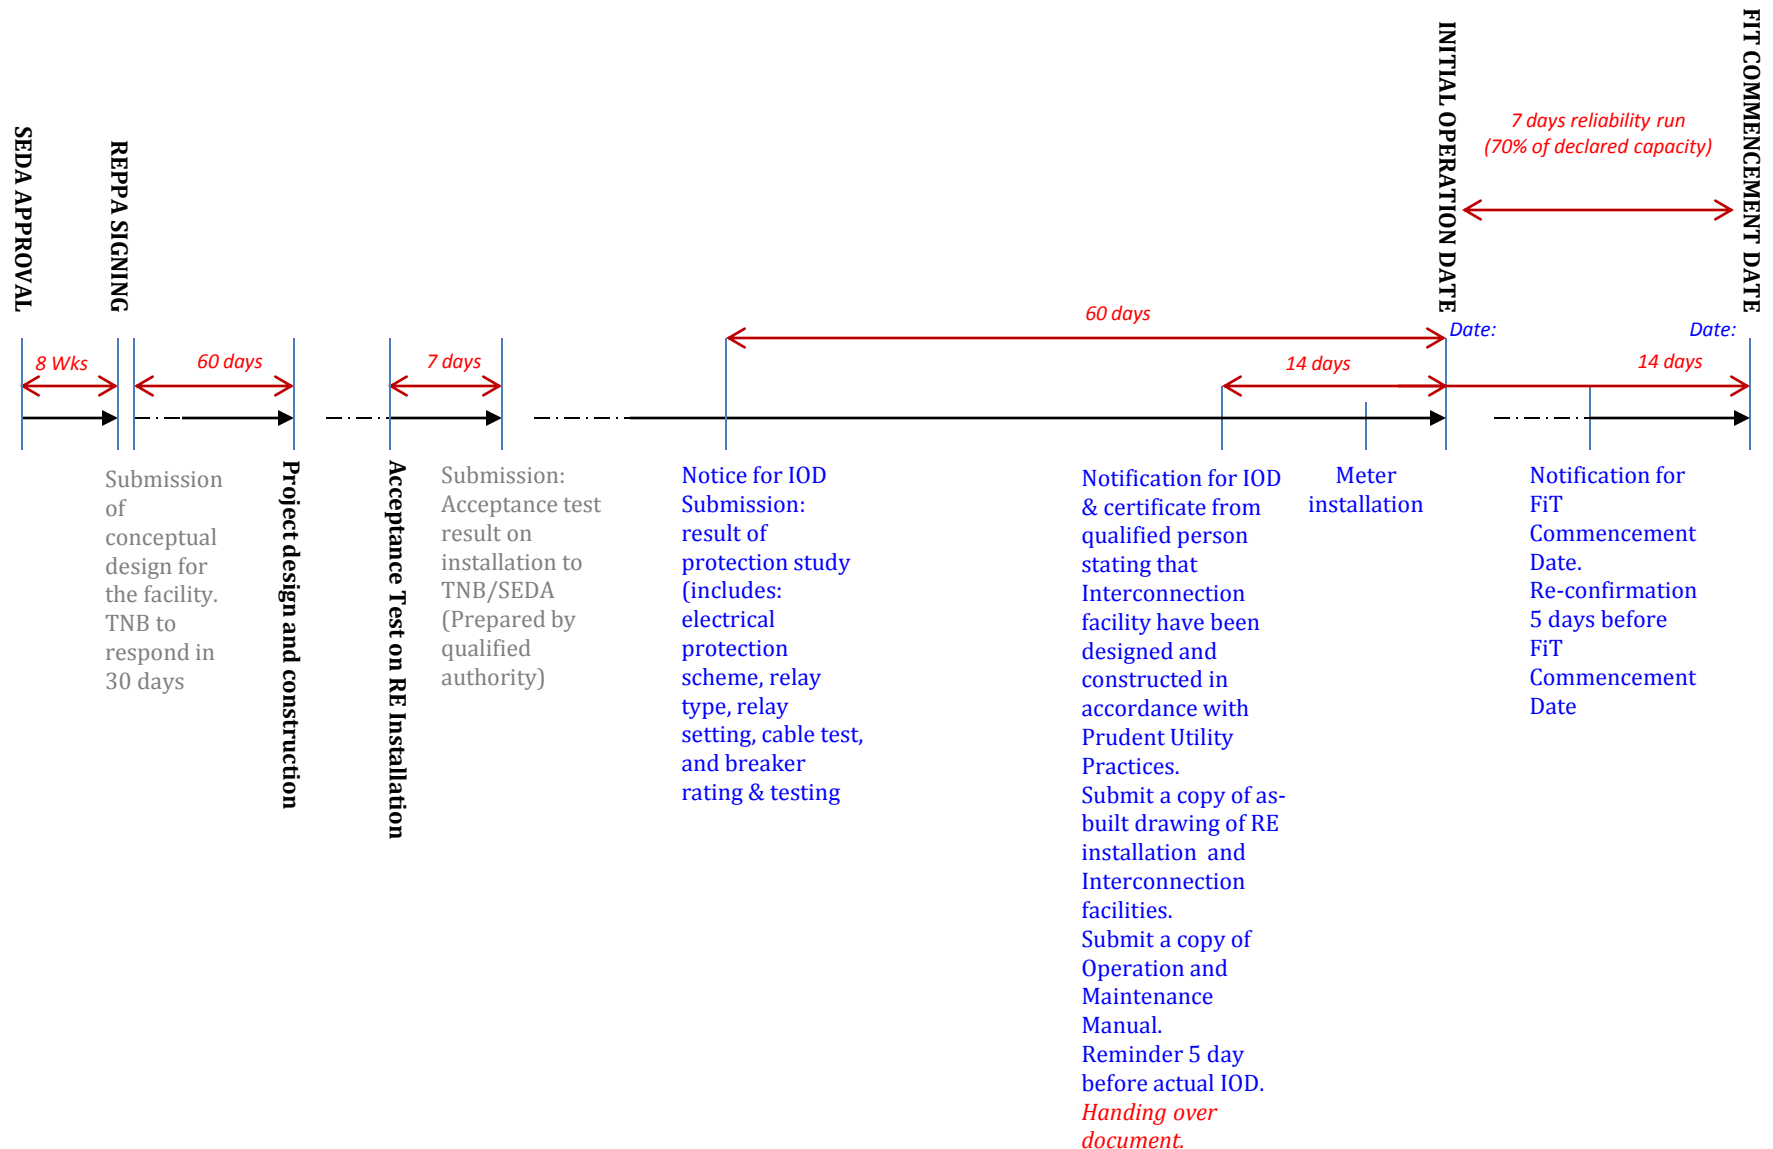 SEDA APPROVAL
REPPA SIGNING
INITIAL OPERATION DATE
FIT COMMENCEMENT DATE
7 days reliability run
(70% of declared capacity)
60 days
Date:
Date:
8 Wks
60 days
7 days
14 days
14 days
Submission
of
conceptual
design for
the facility.
TNB to
respond in
30 days
Project design and construction
Acceptance Test on RE Installation
Submission:
Acceptance test
result on
installation to
TNB/SEDA
(Prepared by
qualified
authority)
Notice for IOD
Submission:
result of
protection study
(includes:
electrical
protection
scheme, relay
type, relay
setting, cable test,
and breaker
rating & testing
Notification for IOD
& certificate from
qualified person
stating that
Interconnection
facility have been
designed and
constructed in
accordance with
Prudent Utility
Practices.
Submit a copy of as-
built drawing of RE
installation and
Interconnection
facilities.
Submit a copy of
Operation and
Maintenance
Manual.
Reminder 5 day
before actual IOD.
Handing over
document.
Meter
installation
Notification for
FiT
Commencement
Date.
Re-confirmation
5 days before
FiT
Commencement
Date